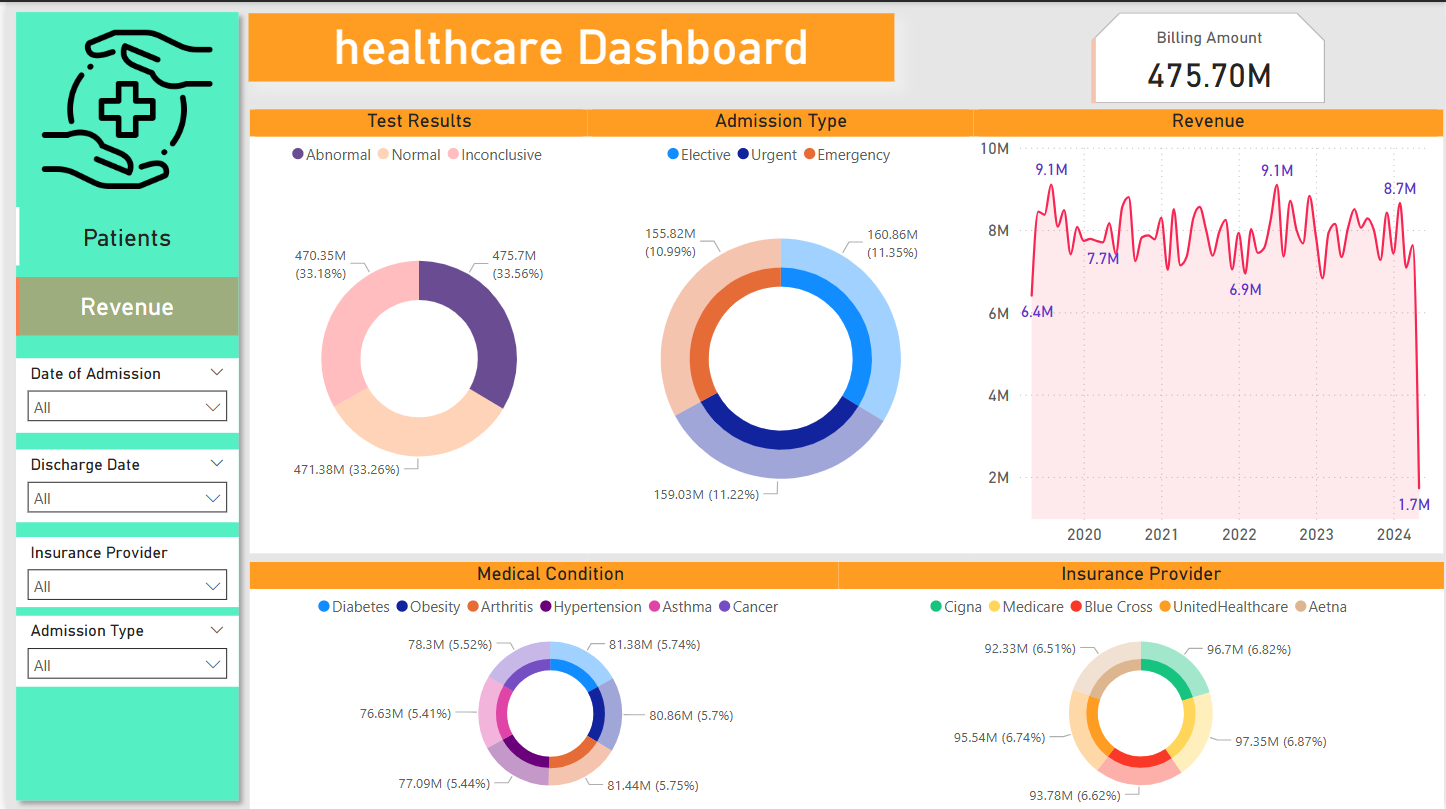 healthcare Dashboard
Billing Amount
475.70M
Patients
Revenue
Date of Admission
All
Discharge Date
All
Insurance Provider
All
Admission Type
All
Test Results
Abnormal Normal Inconclusive
470.35M
(33.18%)
475.7M
(33.56%)
471.38M (33.26%)
Admission Type
Elective Urgent Emergency
155.82M
(10.99%)
160.86M
(11.35%)
159.03M (11.22%)
Revenue
10M
8M
6M
4M
2M
9.1M
9.1M
8.7M
7.7M
6.9M
6.4M
1.7M
2020 2021 2022 2023 2024
Medical Condition
Diabetes Obesity Arthritis Hypertension Asthma Cancer
78.3M (5.52%)
81.38M (5.74%)
76.63M (5.41%)
80.86M (5.7%)
77.09M (5.44%)
81.44M (5.75%)
Insurance Provider
Cigna Medicare Blue Cross UnitedHealthcare Aetna
92.33M (6.51%)
96.7M (6.82%)
95.54M (6.74%)
97.35M (6.87%)
93.78M (6.62%)